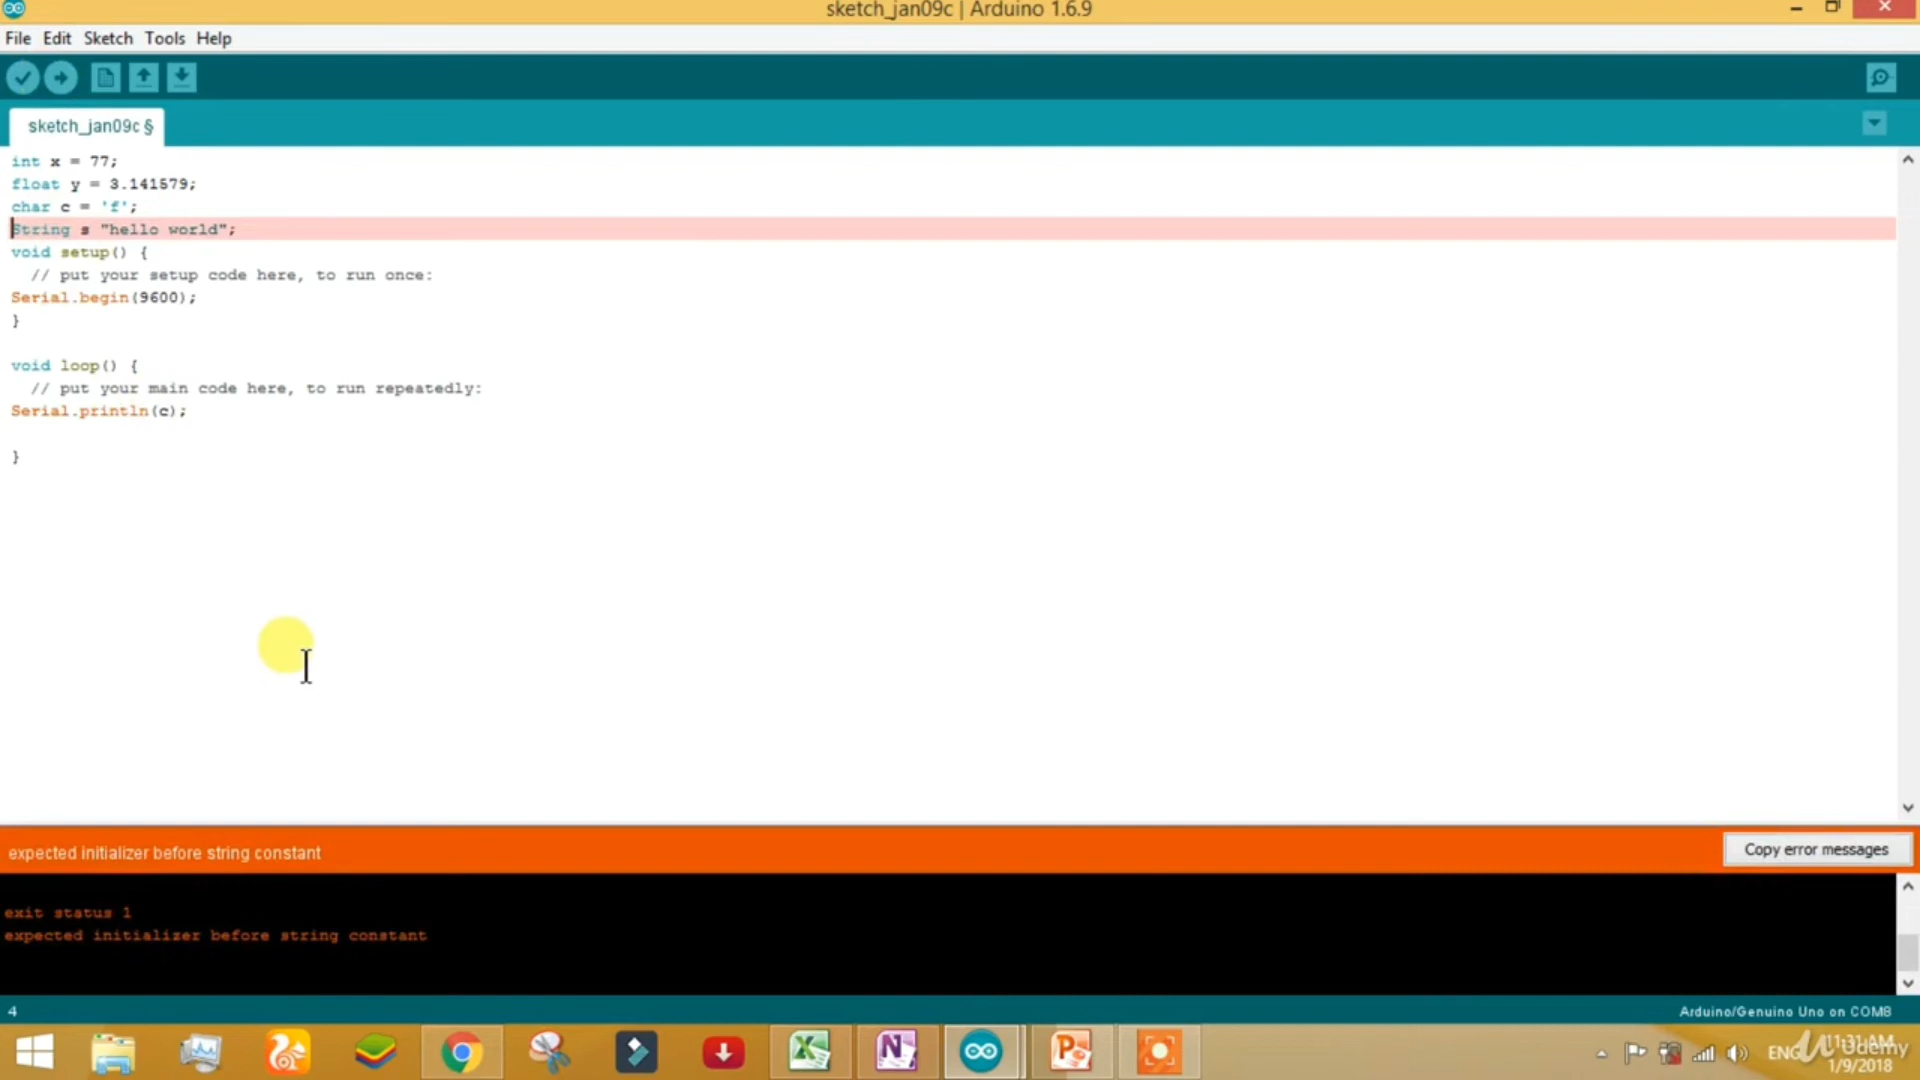 sketch_jan09c | Arduino 1.6.9
File Edit Sketch Tools Help
sketch_jan09c §
int x = 77;
float y = 3.141579;
char c = 'f';
String s "hello world";
void setup() {
// put your setup code here, to run once:
Serial.begin(9600);
}
void loop() {
// put your main code here, to run repeatedly:
Serial.println(c);
}
expected initializer before string constant
Copy error messages
exit status 1
expected initializer before string constant
4
Arduino/Genuino Uno on COM8
ENG
11:31 AM
Udemy
1/9/2018